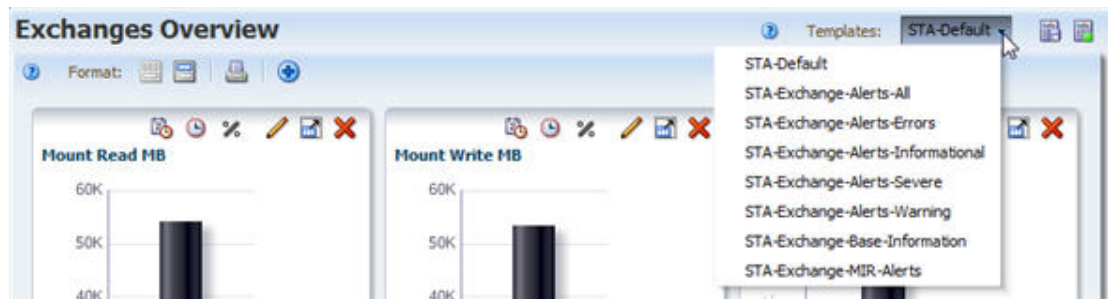 Exchanges Overview
Templates: STA-Default
Format:
STA-Default
STA-Exchange-Alerts-All
STA-Exchange-Alerts-Errors
STA-Exchange-Alerts-Informational
STA-Exchange-Alerts-Severe
STA-Exchange-Alerts-Warning
STA-Exchange-Base-Information
STA-Exchange-MIR-Alerts
Mount Read MB
60K
50K
40K
Mount Write MB
60K
50K
40K